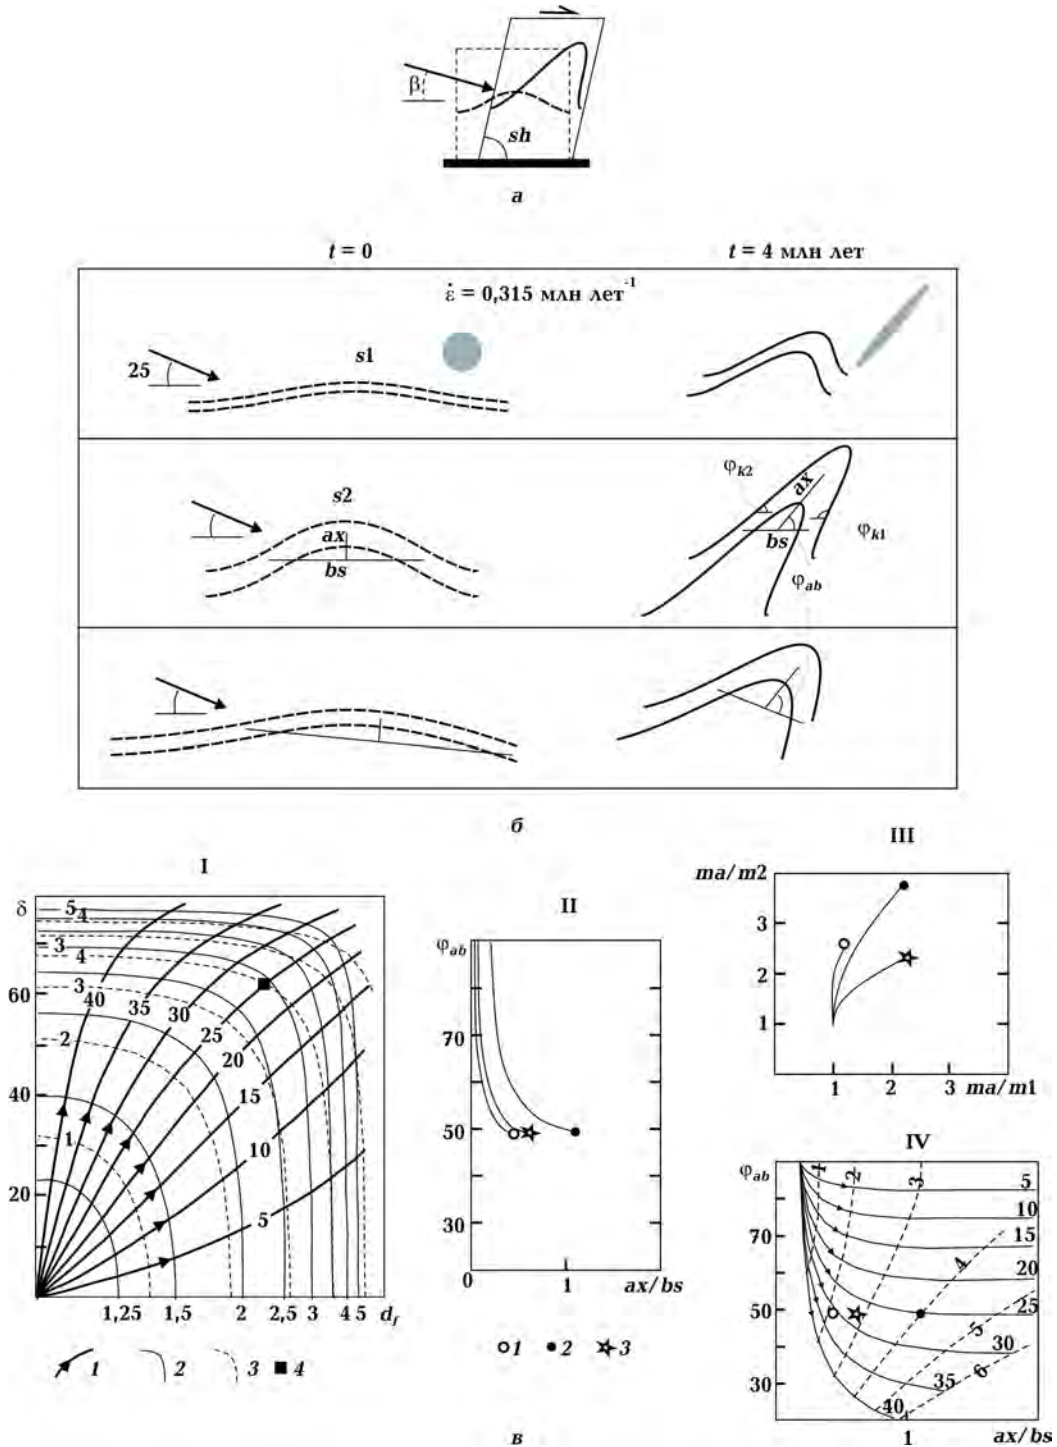 β
sh
а
t = 0
t = 4 млн лет
ε̇ = 0,315 млн лет⁻¹
25
s1
s2
ax
bs
φk2
ax
bs
φk1
φab
б
I
δ
5 4
3
4
3
2
1
40
35
30
25
20
15
10
5
60
40
20
1,25
1,5
2
2,5
3
4
5
df
1
2
3
4
II
φab
70
50
30
0
1
ax/bs
1
2
3
III
ma/m2
3
2
1
1
2
3
ma/m1
IV
φab
70
50
30
1
2
3
4
5
6
5
10
15
20
25
30
35
40
1
ax/bs
в